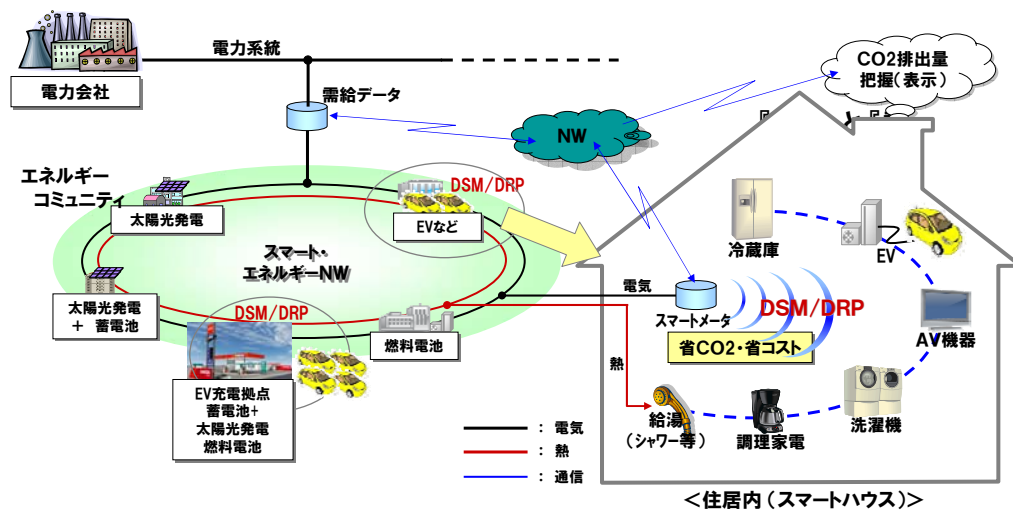 電力系統
電力会社
需給データ
CO2排出量
把握(表示)
NW
エネルギー
コミュニティ
太陽光発電
DSM/DRP
EVなど
スマート・
エネルギーNW
太陽光発電
+ 蓄電池
DSM/DRP
燃料電池
EV充電拠点
蓄電池+
太陽光発電
燃料電池
電気
熱
冷蔵庫
EV
スマートメータ
DSM/DRP
省CO2・省コスト
AV機器
給湯
(シャワー等)
調理家電
洗濯機
: 電気
: 熱
: 通信
<住居内(スマートハウス)>